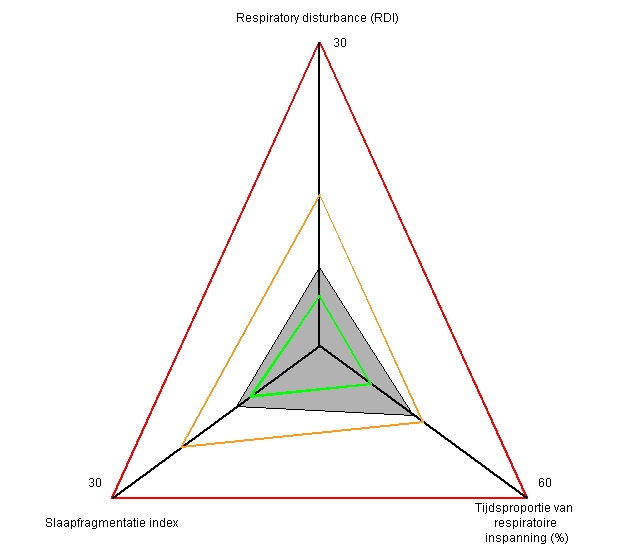 Respiratory disturbance (RDI)
30
30
60
Slaapfragmentatie index
Tijdsproportie van
respiratoire
inspanning (%)